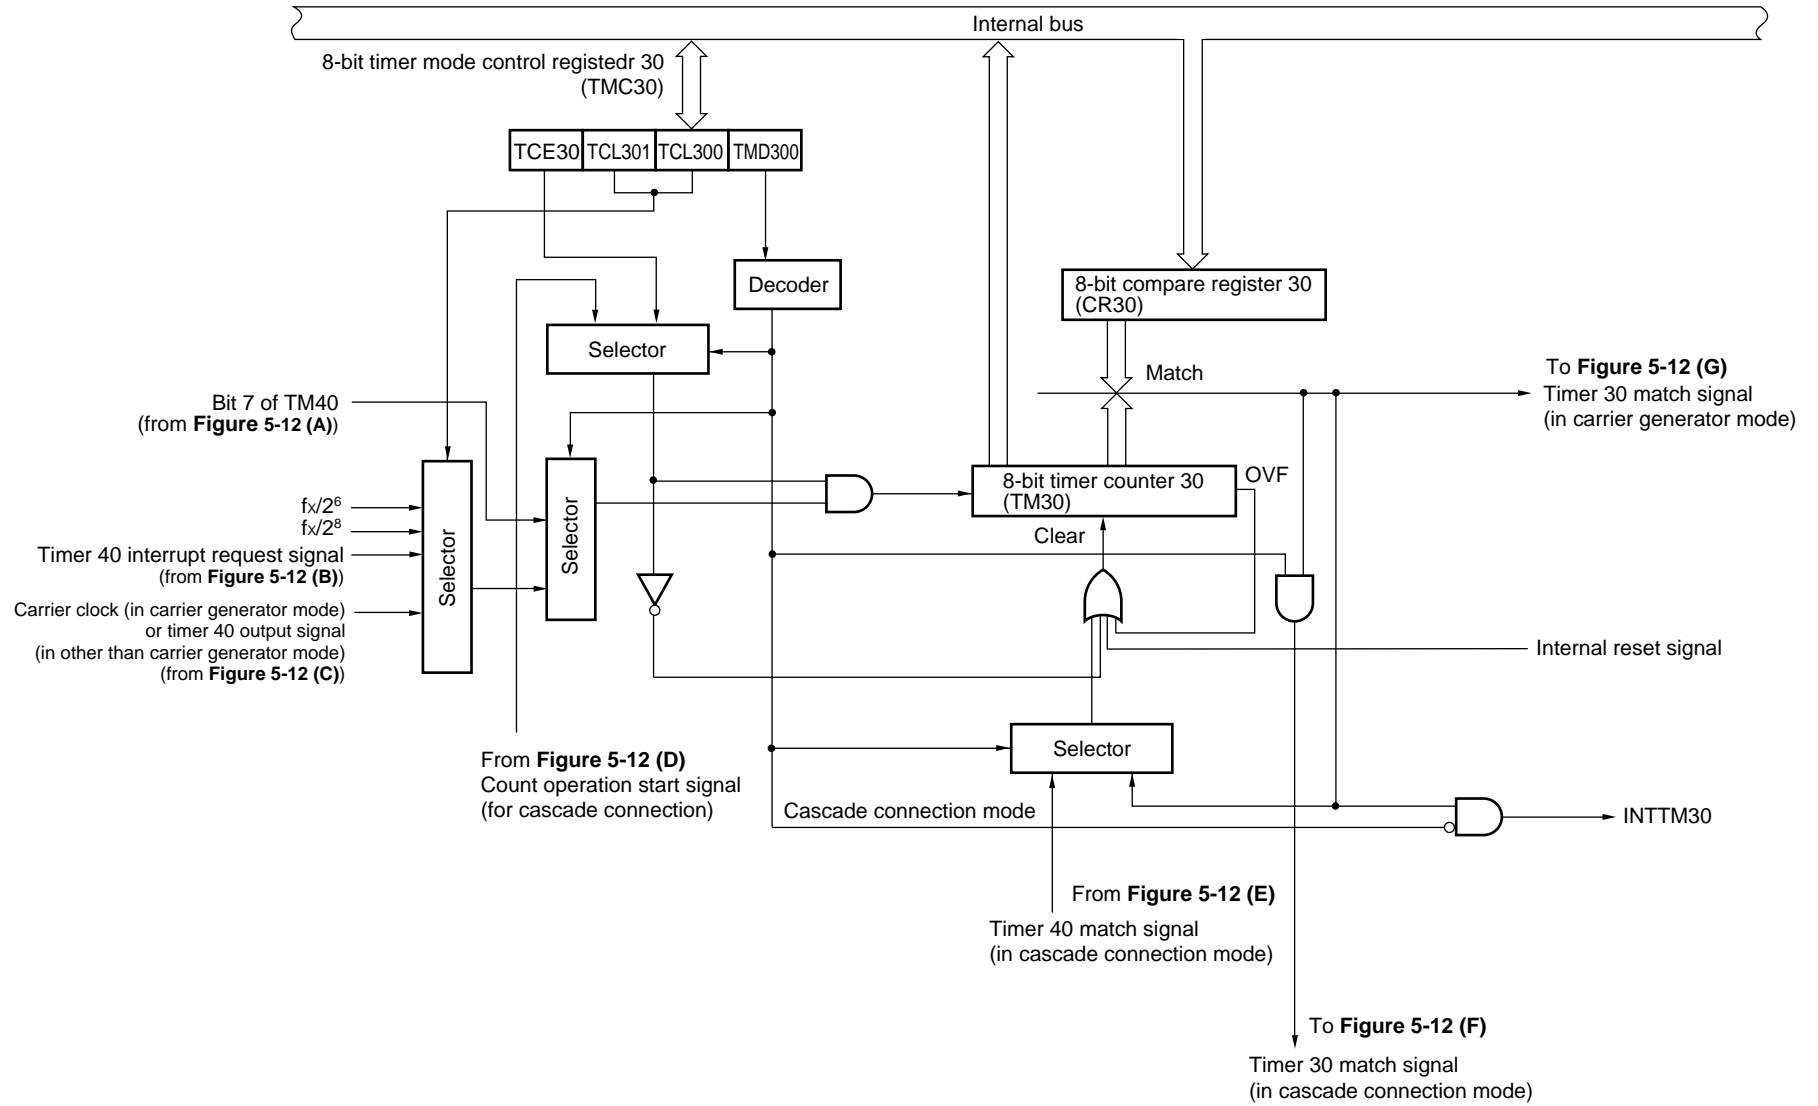 Internal bus
8-bit timer mode control registedr 30
(TMC30)
TCE30 TCL301 TCL300 TMD300
Decoder
8-bit compare register 30
(CR30)
Selector
Match
To Figure 5-12 (G)
Timer 30 match signal
(in carrier generator mode)
Bit 7 of TM40
(from Figure 5-12 (A))
8-bit timer counter 30
(TM30)
OVF
Clear
fX/2⁶
fX/2⁸
Timer 40 interrupt request signal
(from Figure 5-12 (B))
Carrier clock (in carrier generator mode)
or timer 40 output signal
(in other than carrier generator mode)
(from Figure 5-12 (C))
Selector
Selector
Internal reset signal
From Figure 5-12 (D)
Count operation start signal
(for cascade connection)
Selector
Cascade connection mode
INTTM30
From Figure 5-12 (E)
Timer 40 match signal
(in cascade connection mode)
To Figure 5-12 (F)
Timer 30 match signal
(in cascade connection mode)